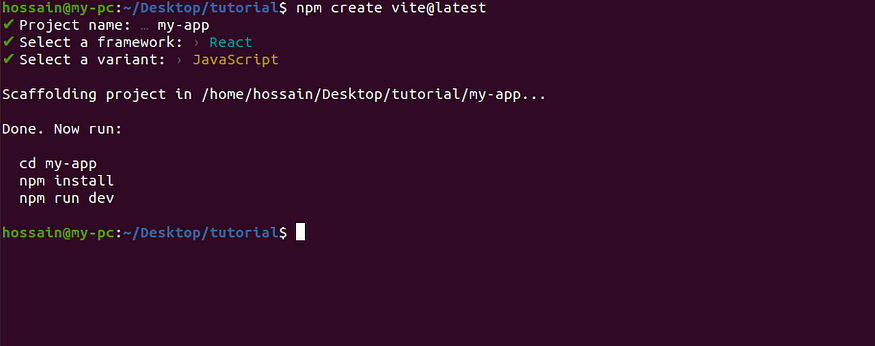 hossain@my-pc:~/Desktop/tutorial$ npm create vite@latest
✔ Project name: … my-app
✔ Select a framework: › React
✔ Select a variant: › JavaScript
Scaffolding project in /home/hossain/Desktop/tutorial/my-app...
Done. Now run:
cd my-app
npm install
npm run dev
hossain@my-pc:~/Desktop/tutorial$